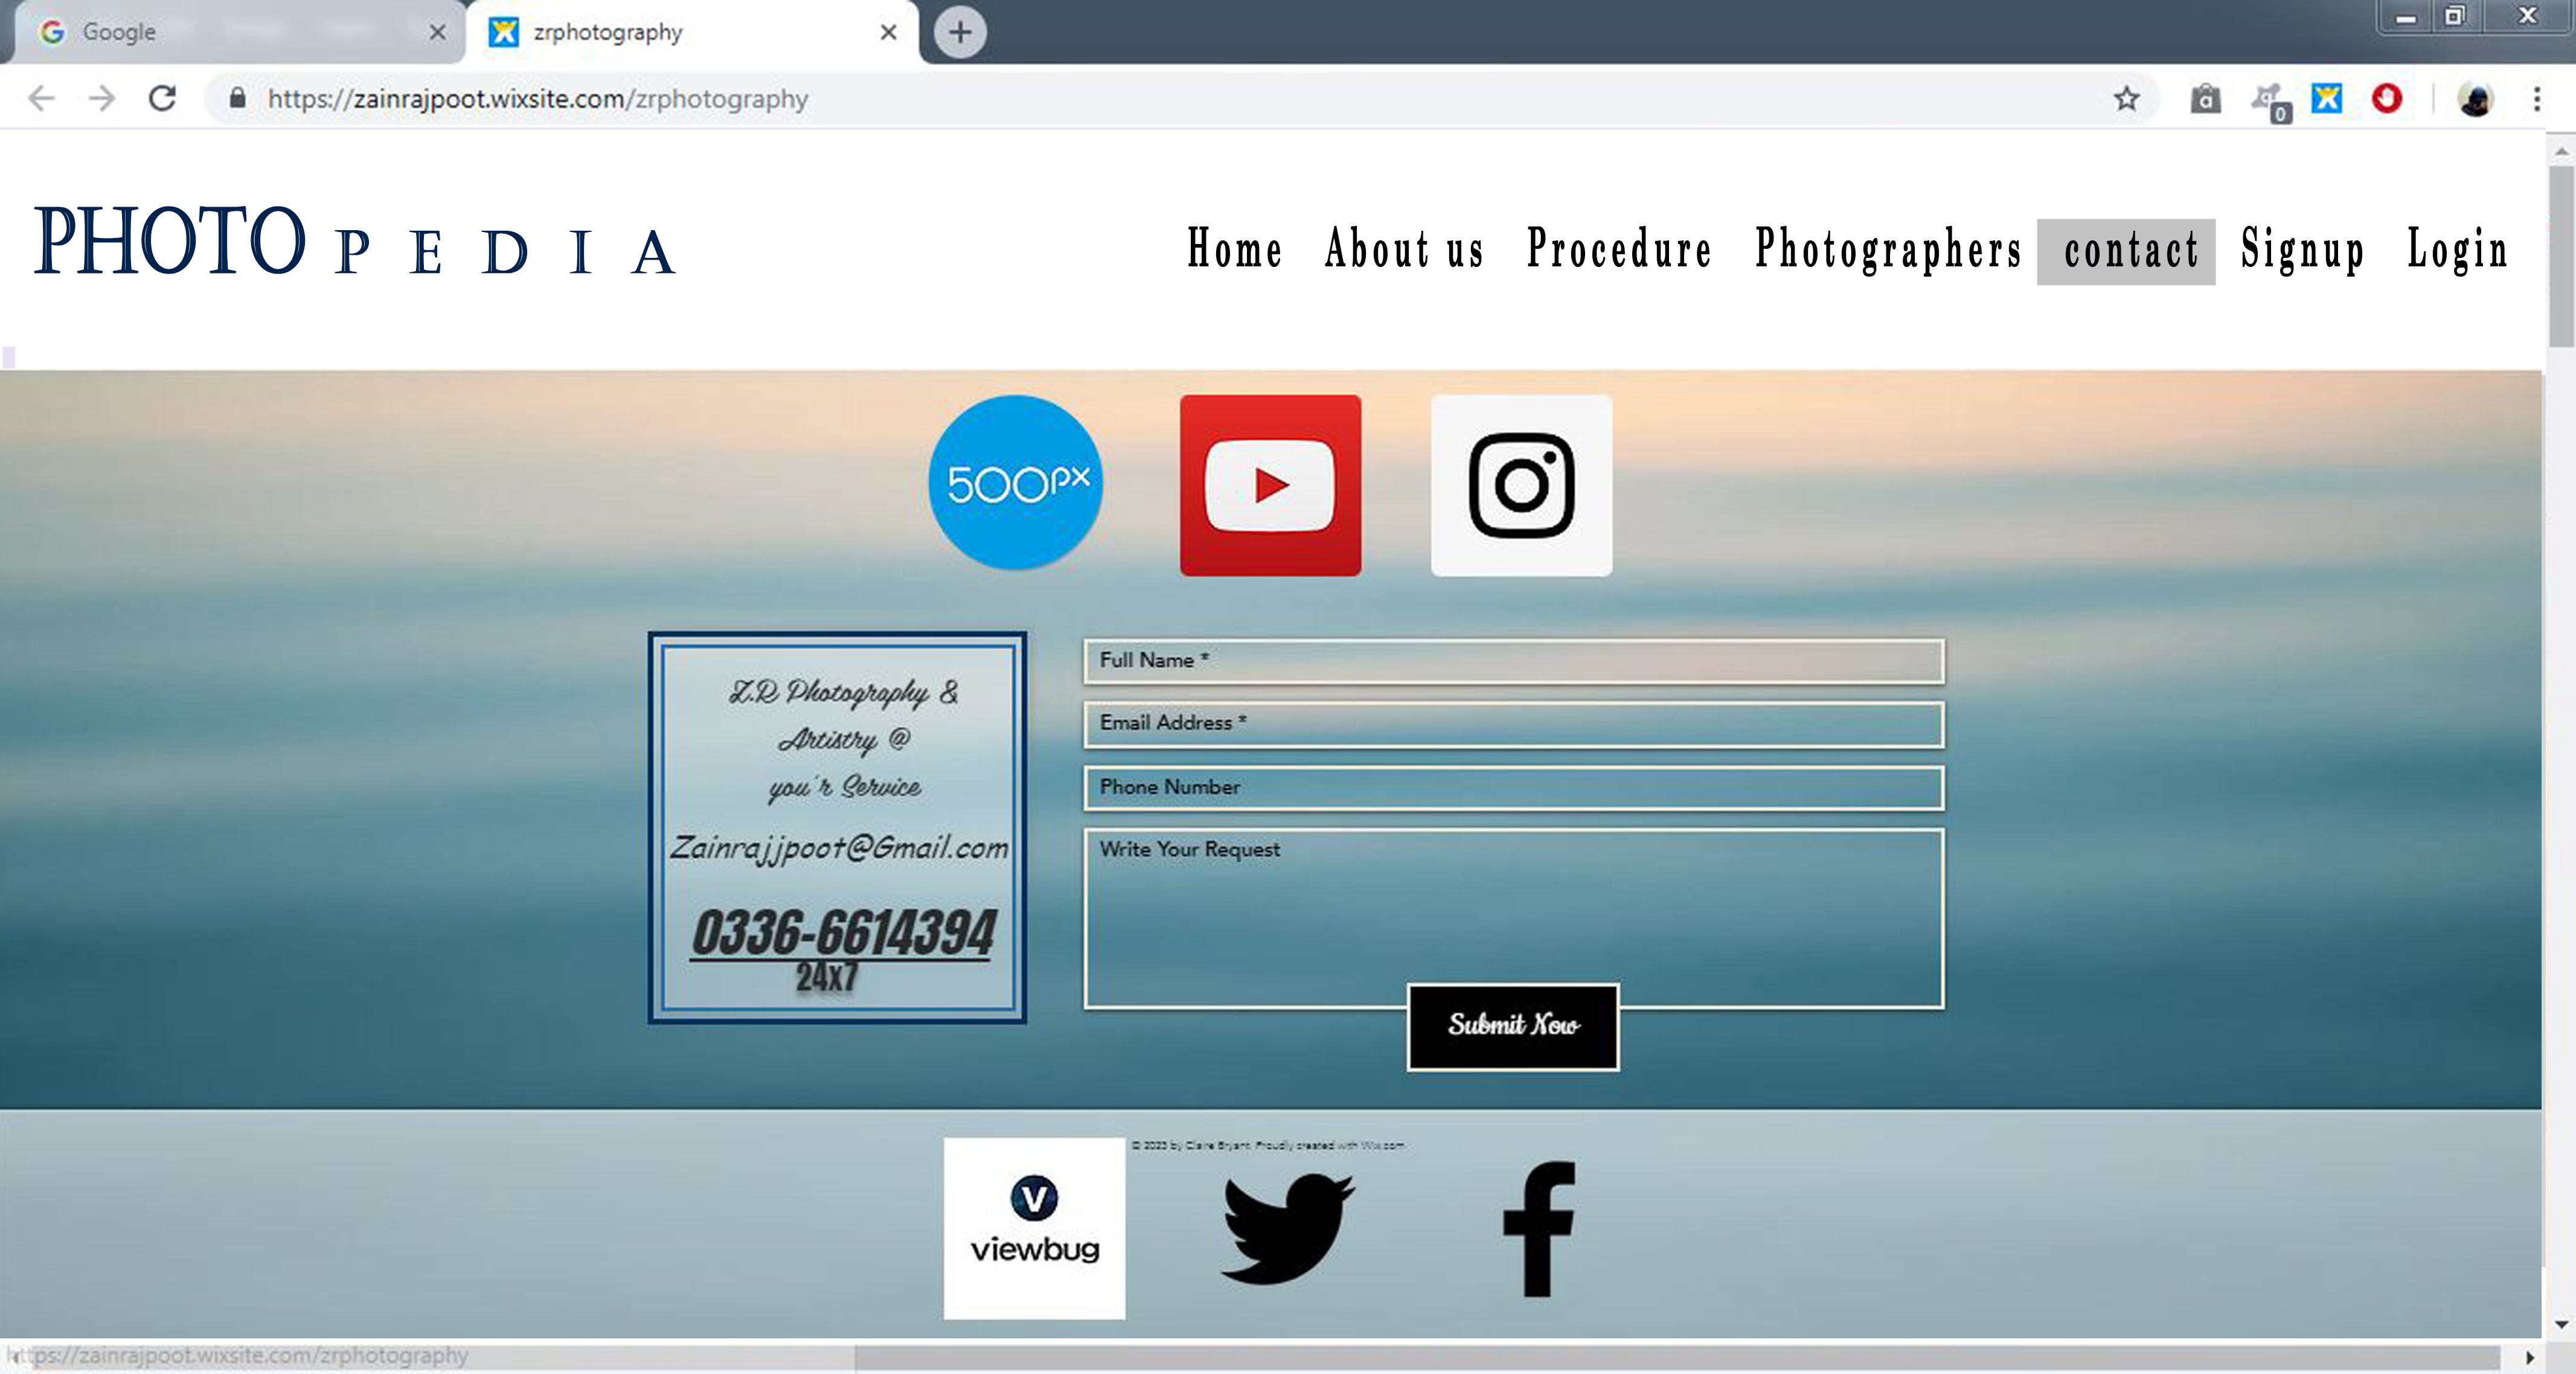 Google
zrphotography
https://zainrajpoot.wixsite.com/zrphotography
a
0
PHOTO PEDIA
Home About us Procedure Photographers contact Signup Login
500px
Z.R Photography &
Artistry @
you'r Service
Zainrajjpoot@Gmail.com
0336-6614394
24x7
Full Name *
Email Address *
Phone Number
Write Your Request
Submit Now
© 2023 by Claire Bryant. Proudly created with Wix.com
V
viewbug
https://zainrajpoot.wixsite.com/zrphotography